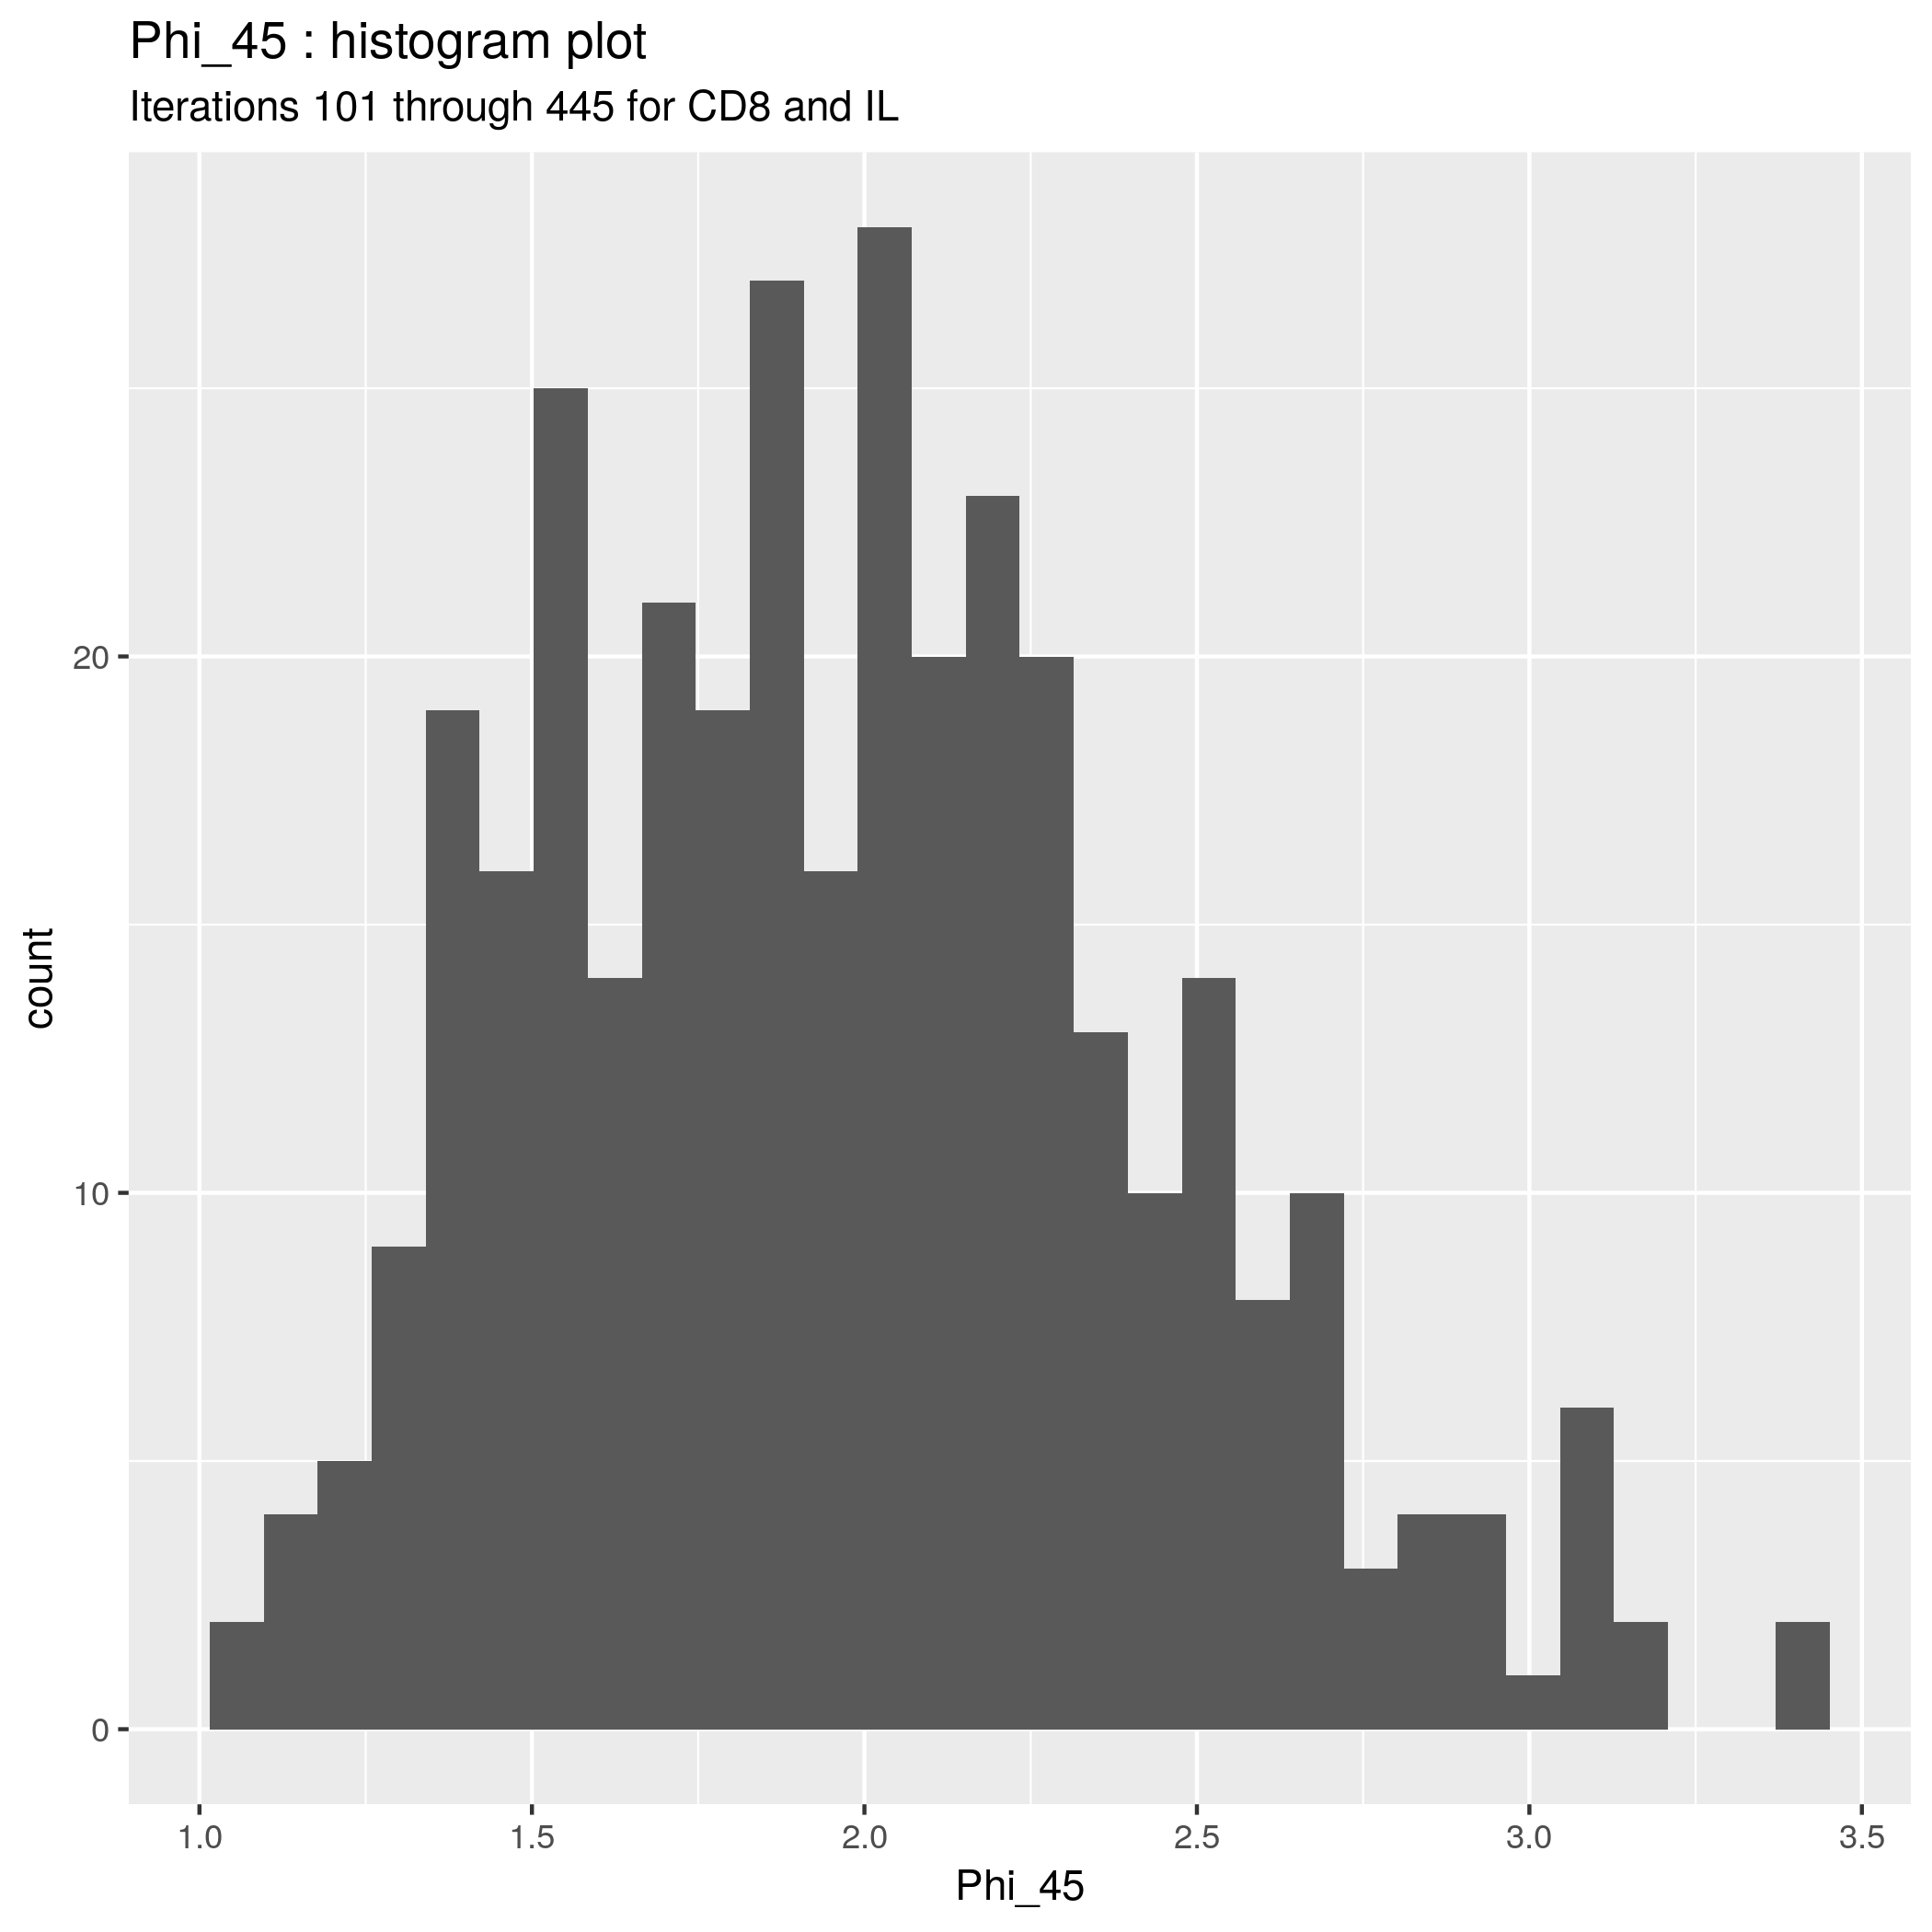 Phi_45 : histogram plot
Iterations 101 through 445 for CD8 and IL
count
20
10
0
1.0 1.5 2.0 2.5 3.0 3.5
Phi_45